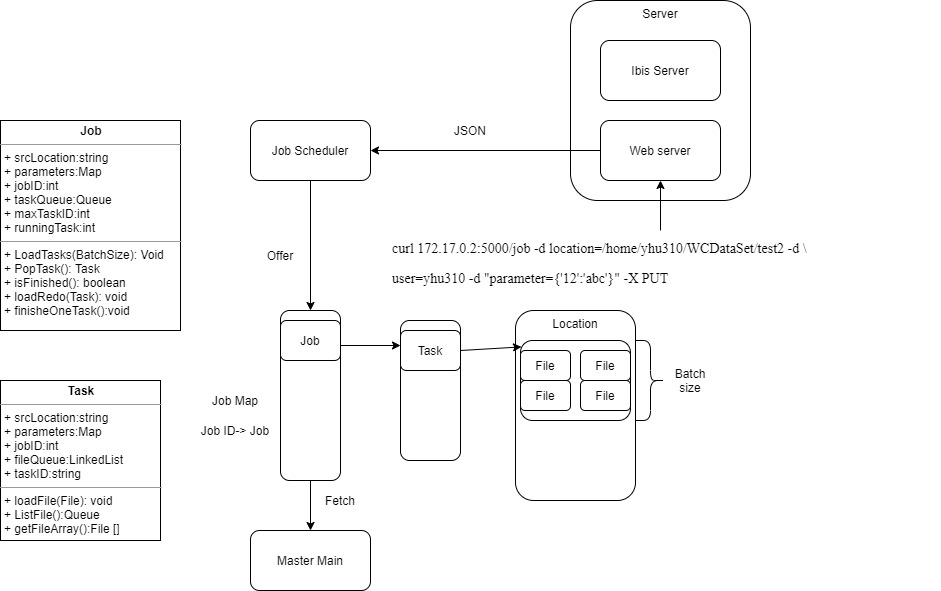 Server
Ibis Server
Job
+ srcLocation:string
+ parameters:Map
+ jobID:int
+ taskQueue:Queue
+ maxTaskID:int
+ runningTask:int
+ LoadTasks(BatchSize): Void
+ PopTask(): Task
+ isFinished(): boolean
+ loadRedo(Task): void
+ finisheOneTask():void
Job Scheduler
JSON
Web server
curl 172.17.0.2:5000/job -d location=/home/yhu310/WCDataSet/test2 -d \
user=yhu310 -d "parameter={'12':'abc'}" -X PUT
Offer
Job
Task
Location
File
File
File
File
Batch
size
Job Map
Job ID-> Job
Task
+ srcLocation:string
+ parameters:Map
+ jobID:int
+ fileQueue:LinkedList
+ taskID:string
+ loadFile(File): void
+ ListFile():Queue
+ getFileArray():File []
Fetch
Master Main